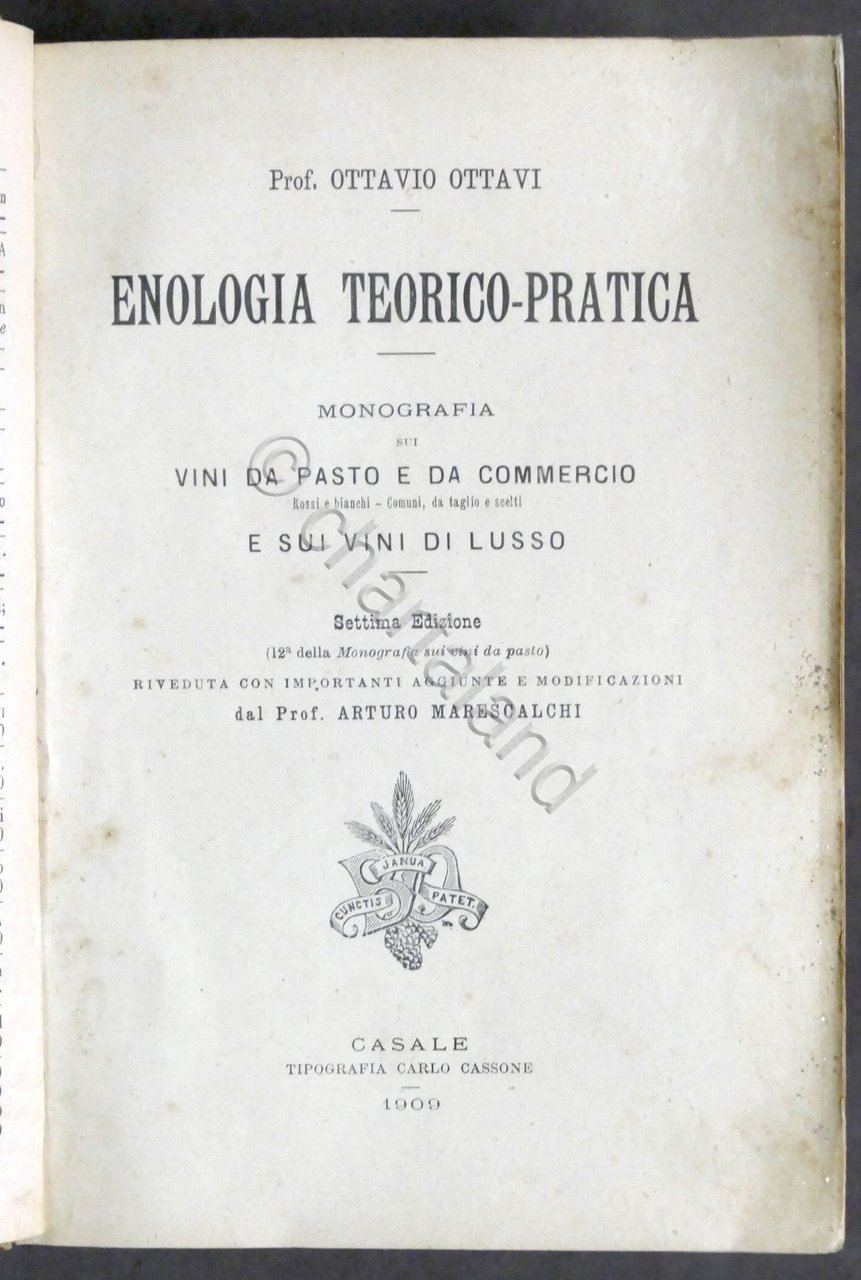 Prof. OTTAVIO OTTAVI
ENOLOGIA TEORICO-PRATICA
MONOGRAFIA
SUI
VINI DA PASTO E DA COMMERCIO
Rossi e bianchi - Comuni, da taglio e scelti
E SUI VINI DI LUSSO
Settima Edizione
(12ª della Monografia sui vini da pasto)
RIVEDUTA CON IMPORTANTI AGGIUNTE E MODIFICAZIONI
dal Prof. ARTURO MARESCALCHI
JANUA
CUNCTIS PATET.
CASALE
TIPOGRAFIA CARLO CASSONE
1909
© chartaland